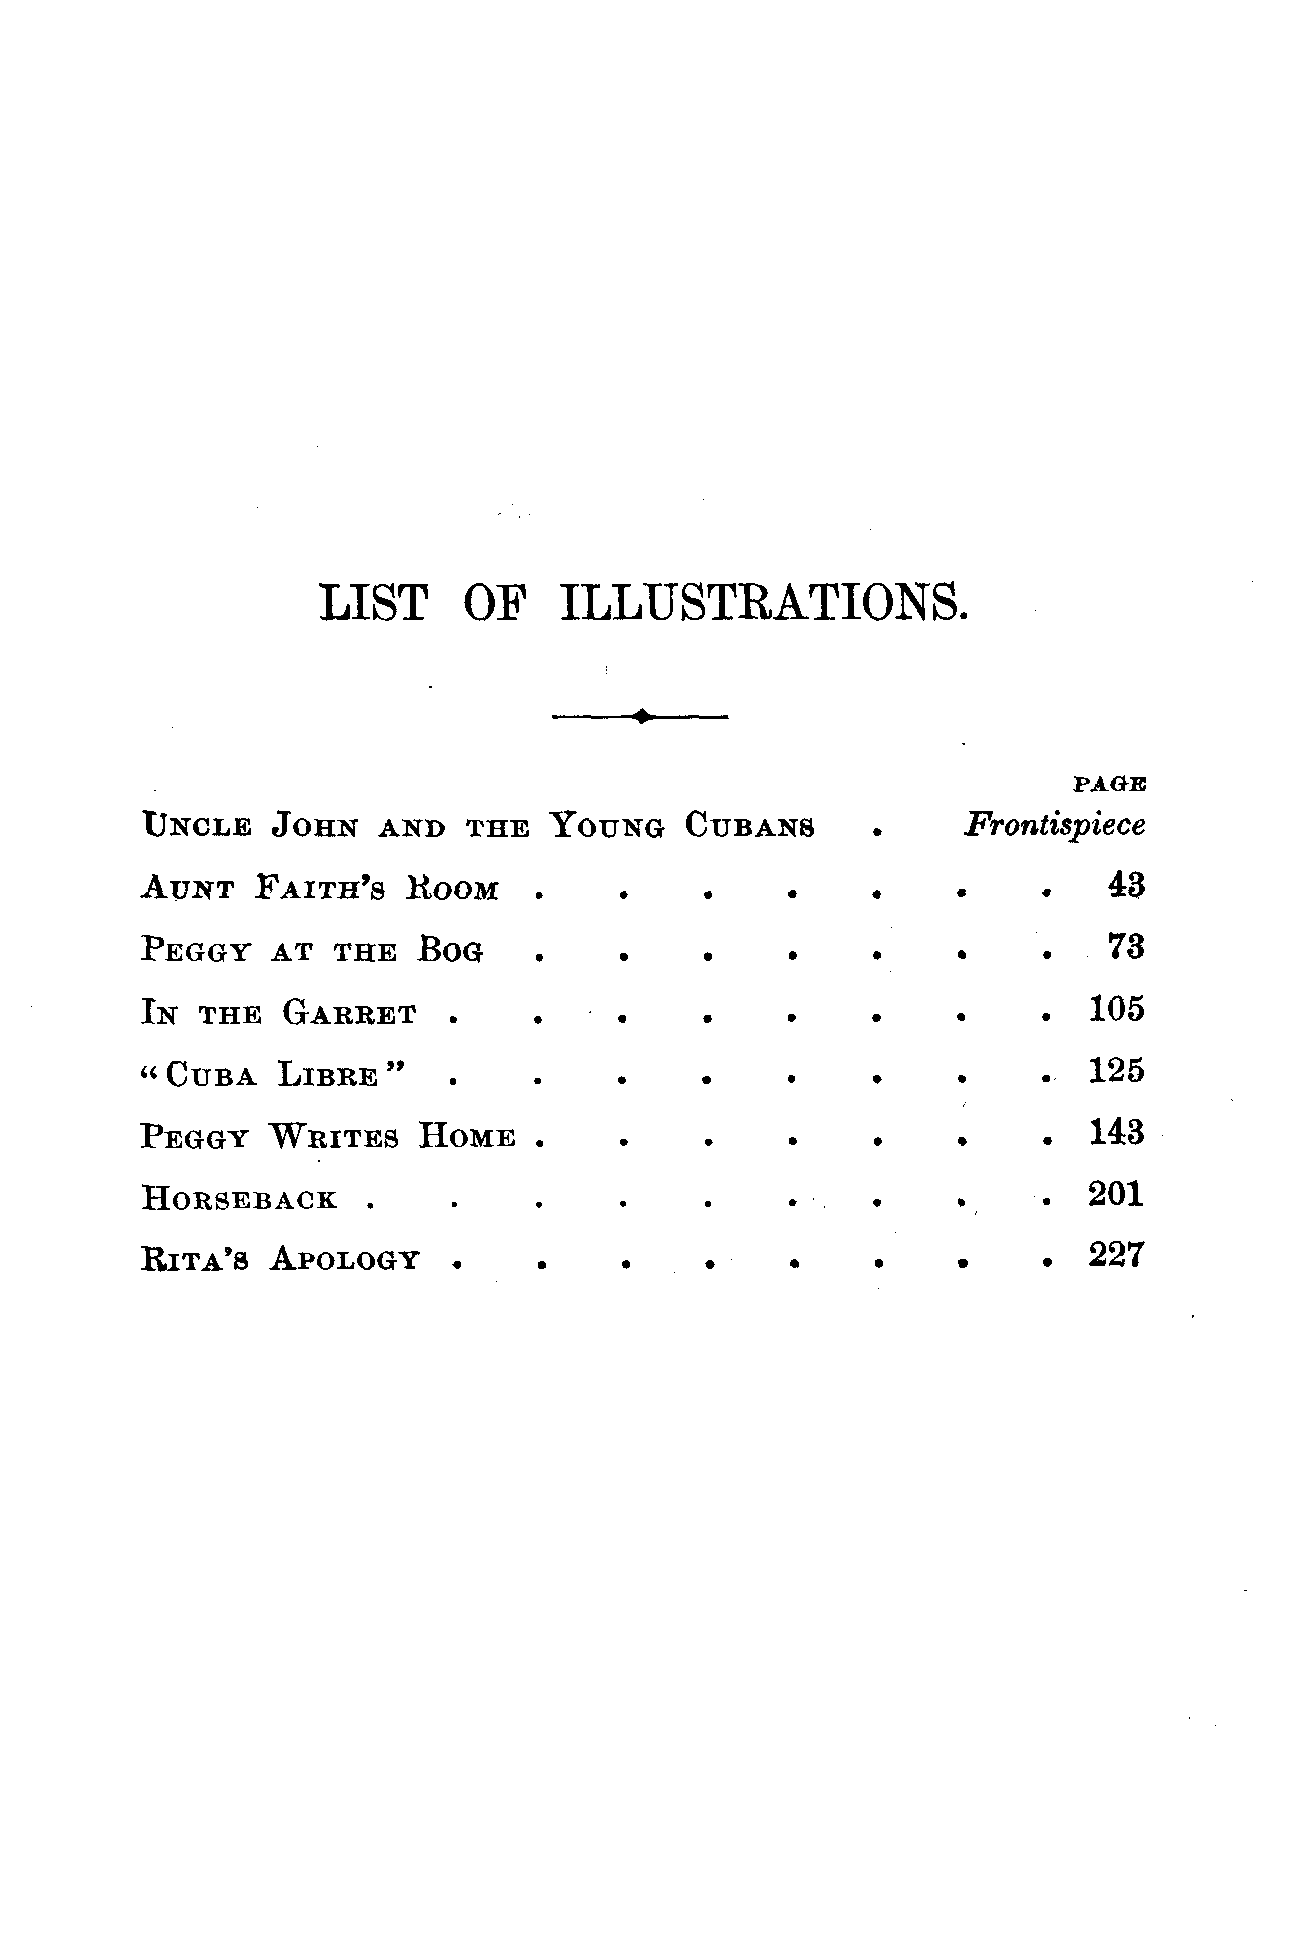 LIST OF ILLUSTRATIONS.
PAGE
Uncle John and the Young Cubans . Frontispiece
Aunt Faith's Room . . . . . . . 43
Peggy at the Bog . . . . . . . 73
In the Garret . . . . . . . . 105
"Cuba Libre" . . . . . . . . 125
Peggy Writes Home . . . . . . . 143
Horseback . . . . . . . . . 201
Rita's Apology . . . . . . . . 227